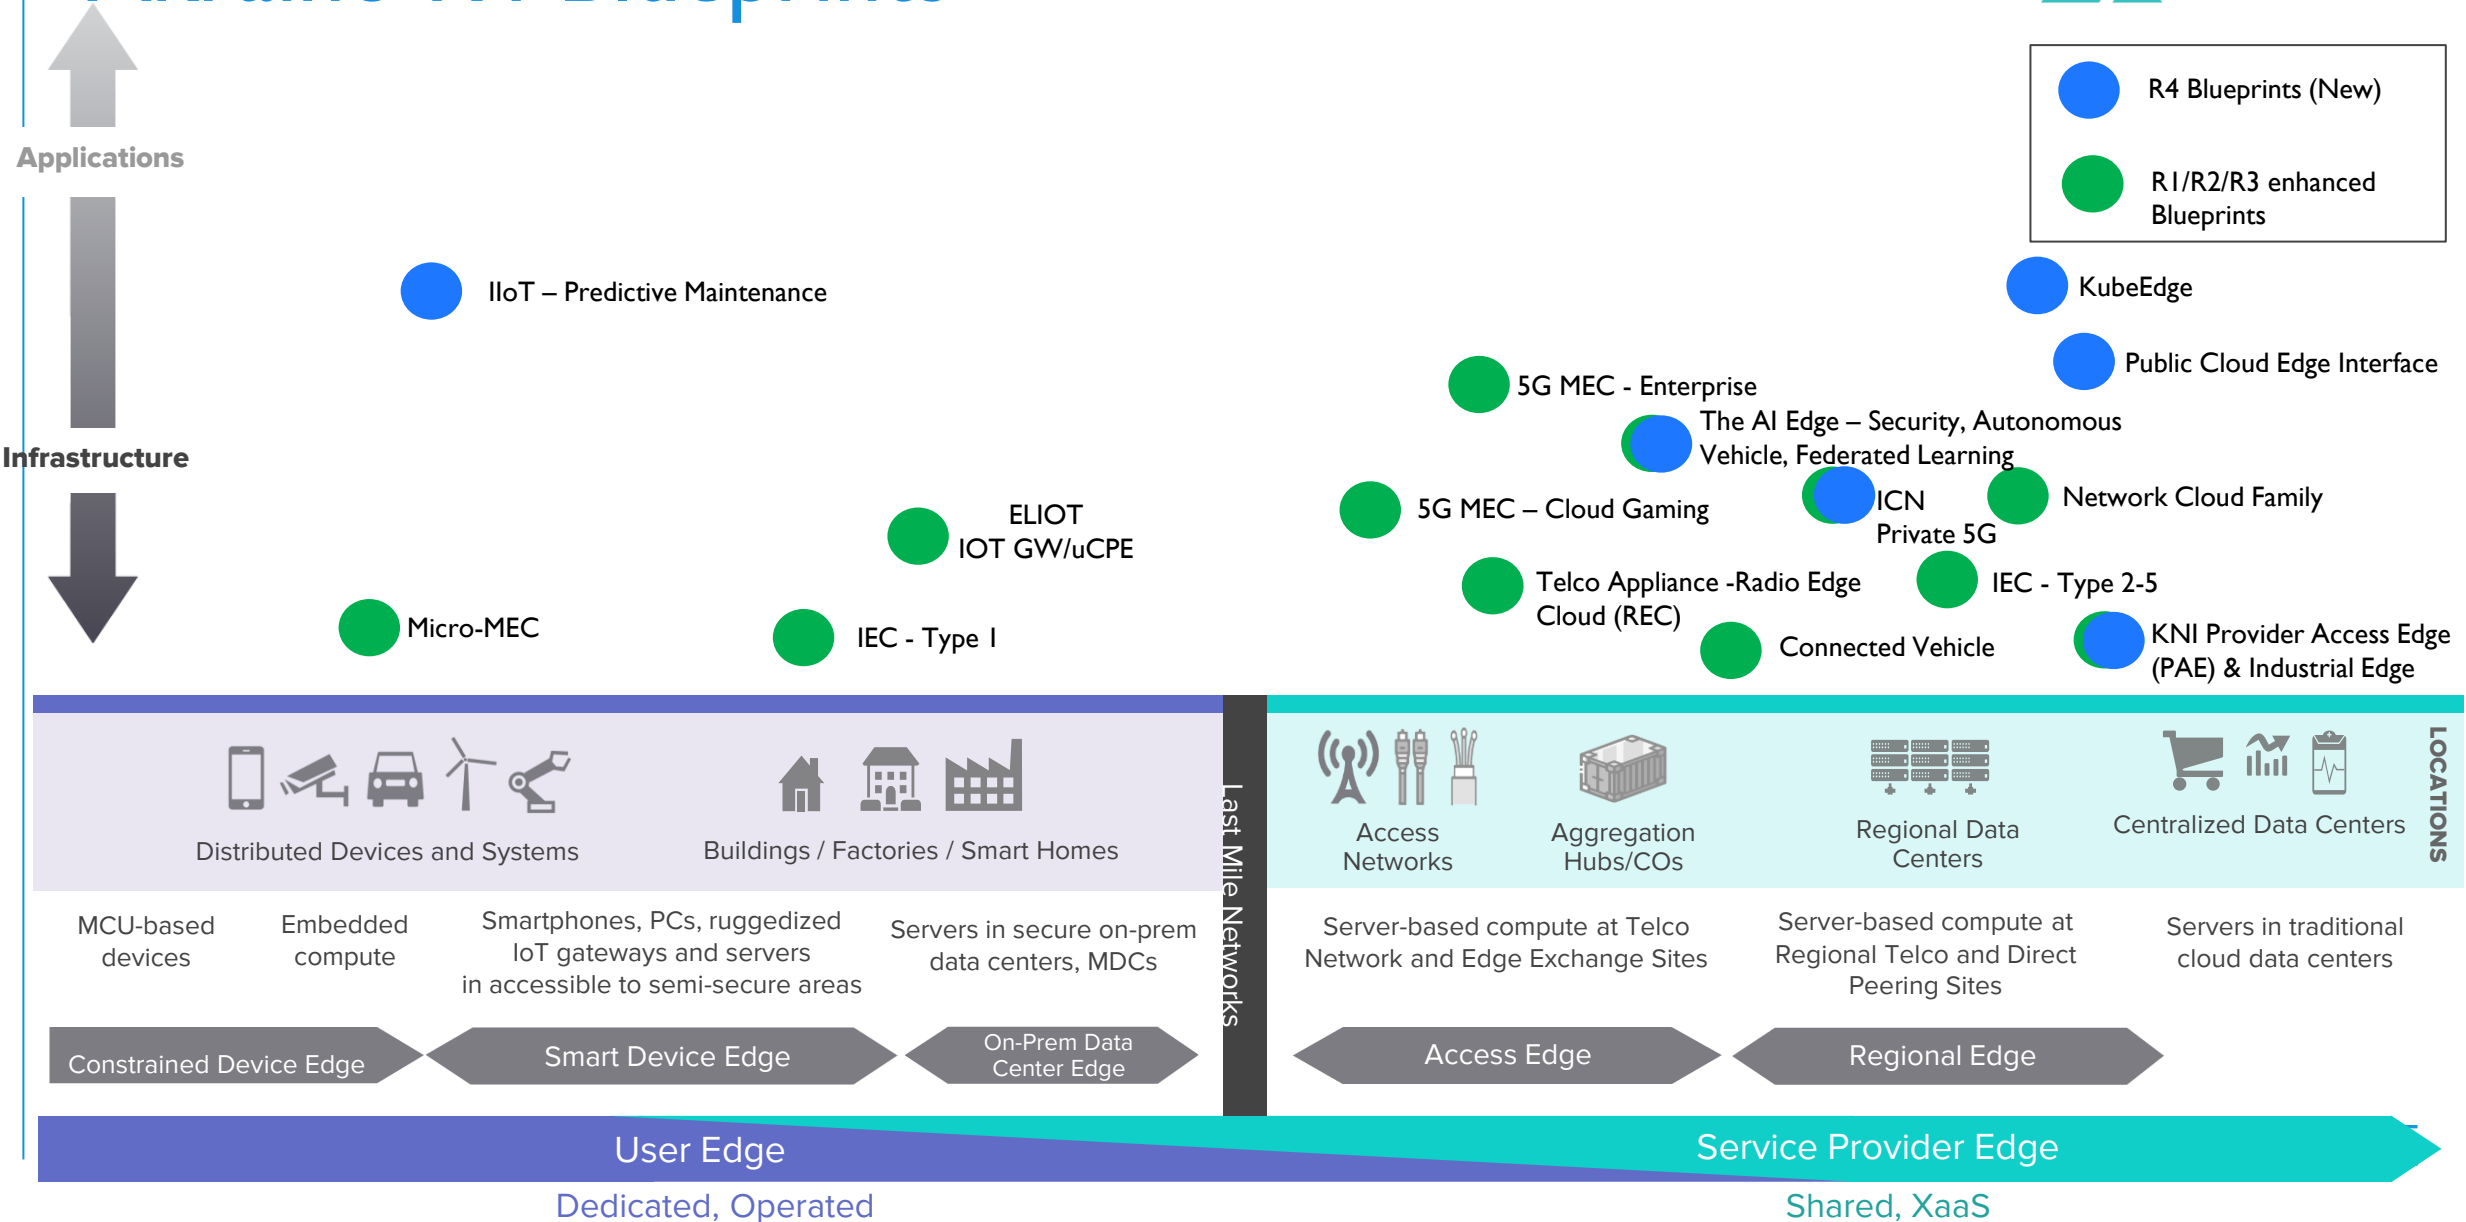 Blueprints
R4 Blueprints (New)
R1/R2/R3 enhanced
Blueprints
Applications
Infrastructure
IIoT – Predictive Maintenance
KubeEdge
Public Cloud Edge Interface
5G MEC - Enterprise
The AI Edge – Security, Autonomous
Vehicle, Federated Learning
ICN
Private 5G
Network Cloud Family
5G MEC – Cloud Gaming
ELIOT
IOT GW/uCPE
Telco Appliance -Radio Edge
Cloud (REC)
IEC - Type 2-5
Micro-MEC
IEC - Type 1
Connected Vehicle
KNI Provider Access Edge
(PAE) & Industrial Edge
Distributed Devices and Systems
Buildings / Factories / Smart Homes
Last Mile Networks
Access
Networks
Aggregation
Hubs/COs
Regional Data
Centers
Centralized Data Centers
LOCATIONS
MCU-based
devices
Embedded
compute
Smartphones, PCs, ruggedized
IoT gateways and servers
in accessible to semi-secure areas
Servers in secure on-prem
data centers, MDCs
Server-based compute at Telco
Network and Edge Exchange Sites
Server-based compute at
Regional Telco and Direct
Peering Sites
Servers in traditional
cloud data centers
Constrained Device Edge
Smart Device Edge
On-Prem Data
Center Edge
Access Edge
Regional Edge
User Edge
Service Provider Edge
Dedicated, Operated
Shared, XaaS